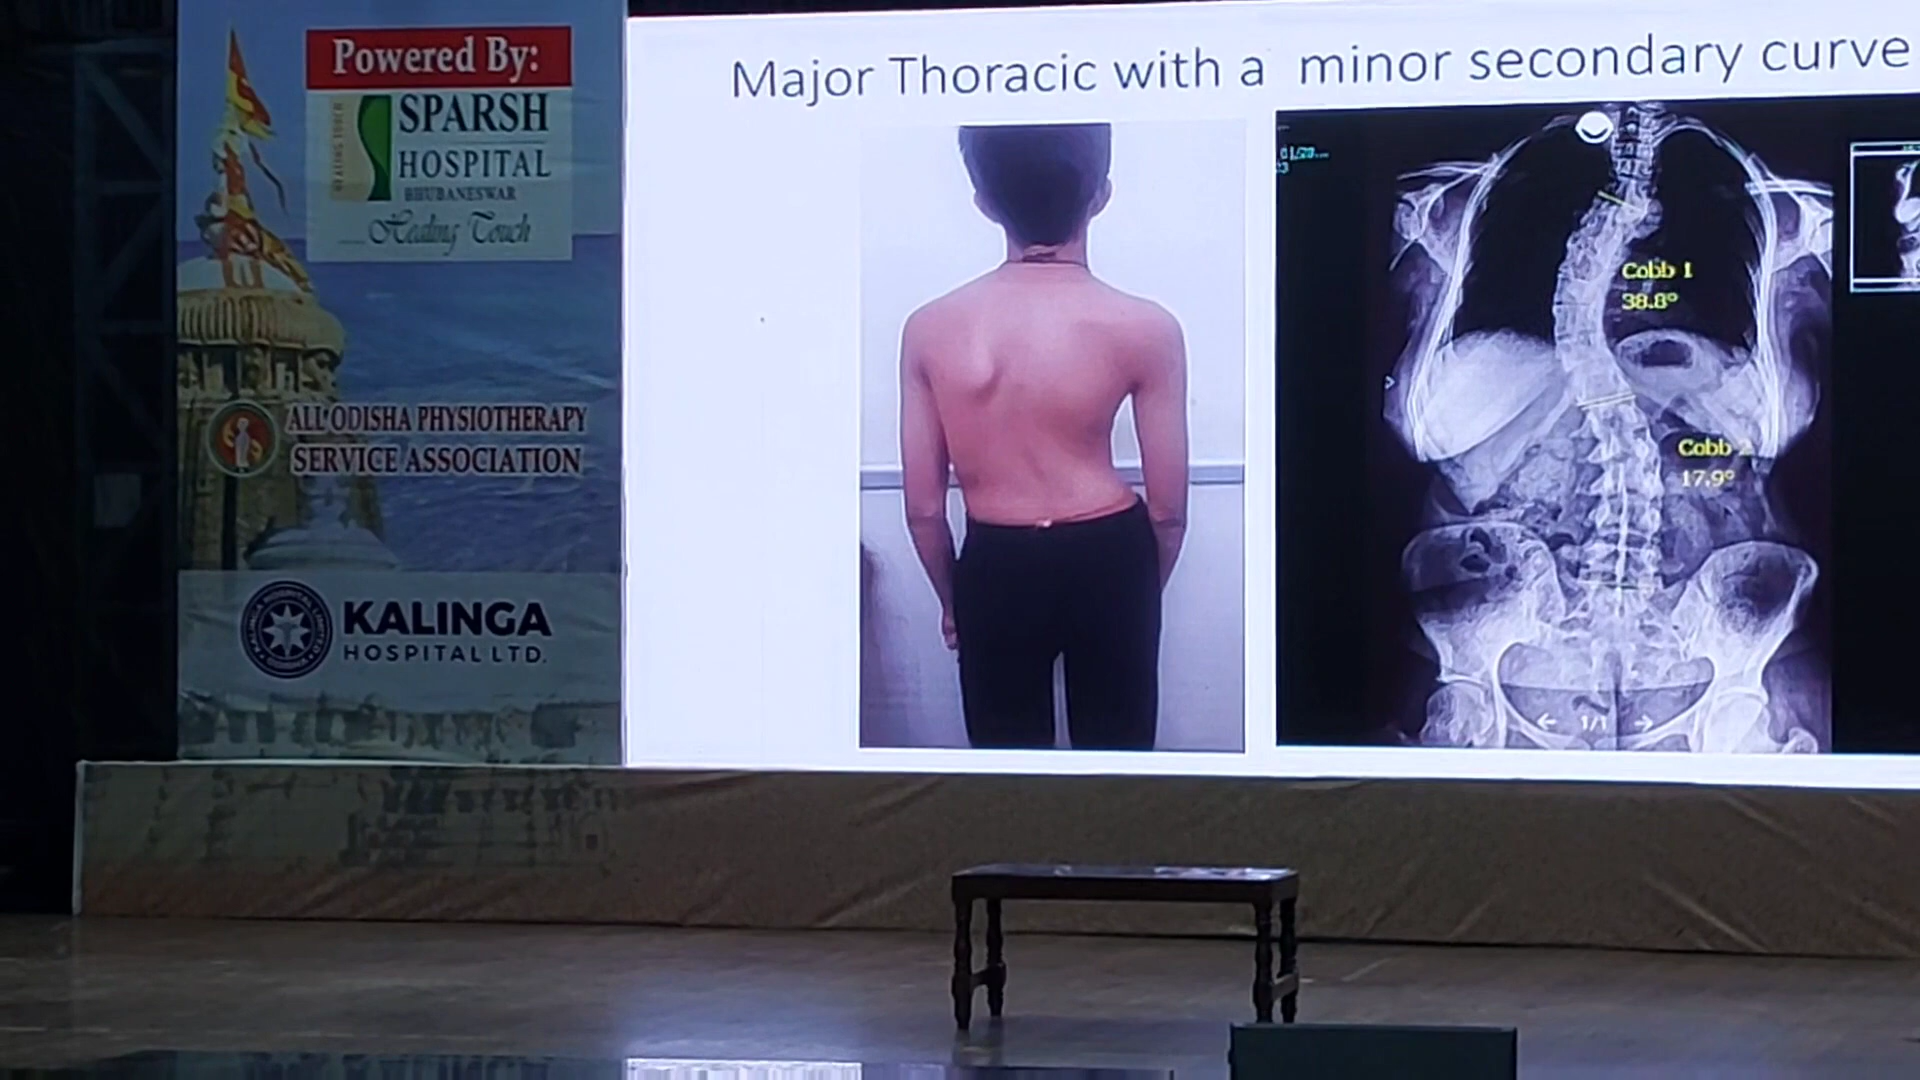 Powered By:
SPARSH
HOSPITAL
BHUBANESWAR
Healing Touch
ALL ODISHA PHYSIOTHERAPY
SERVICE ASSOCIATION
KALINGA
HOSPITAL LTD.
Major Thoracic with a minor secondary curve
Cobb 1
38.8°
Cobb 2
17.9°
← 1/1 →